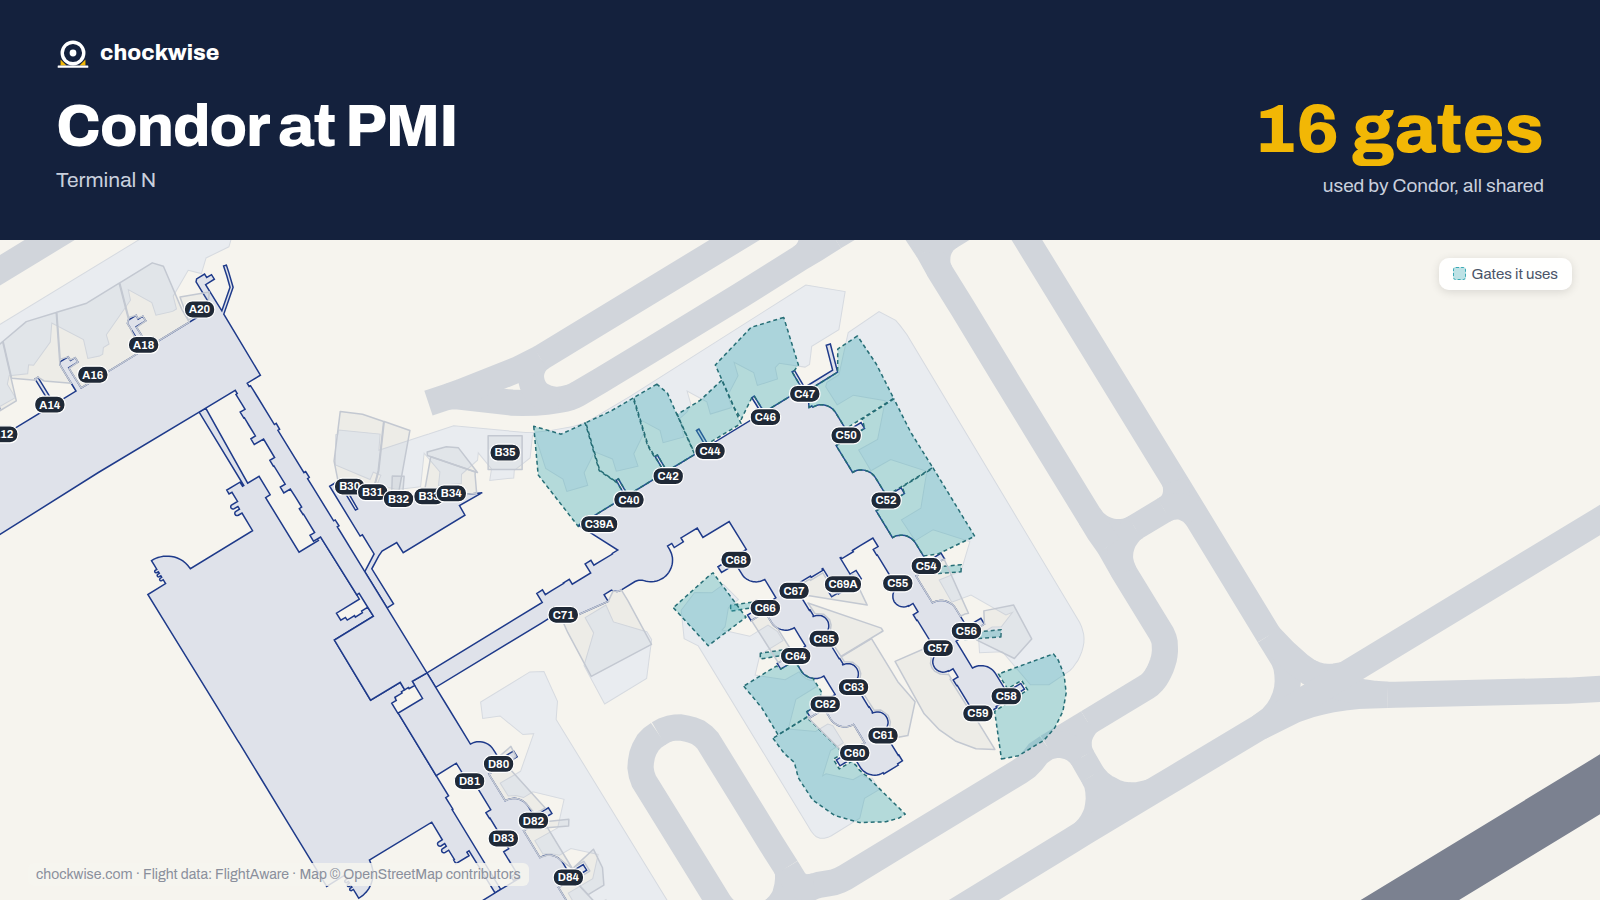 chockwise
Condor at PMI
Terminal N
16 gates
used by Condor, all shared
Gates it uses
A20
A18
A16
A14
12
B35
B30
B31
B32
B33
B34
C39A
C40
C42
C44
C46
C47
C50
C52
C54
C55
C56
C57
C58
C59
C68
C67
C69A
C66
C65
C64
C63
C62
C61
C60
C71
D80
D81
D82
D83
D84
chockwise.com · Flight data: FlightAware · Map © OpenStreetMap contributors